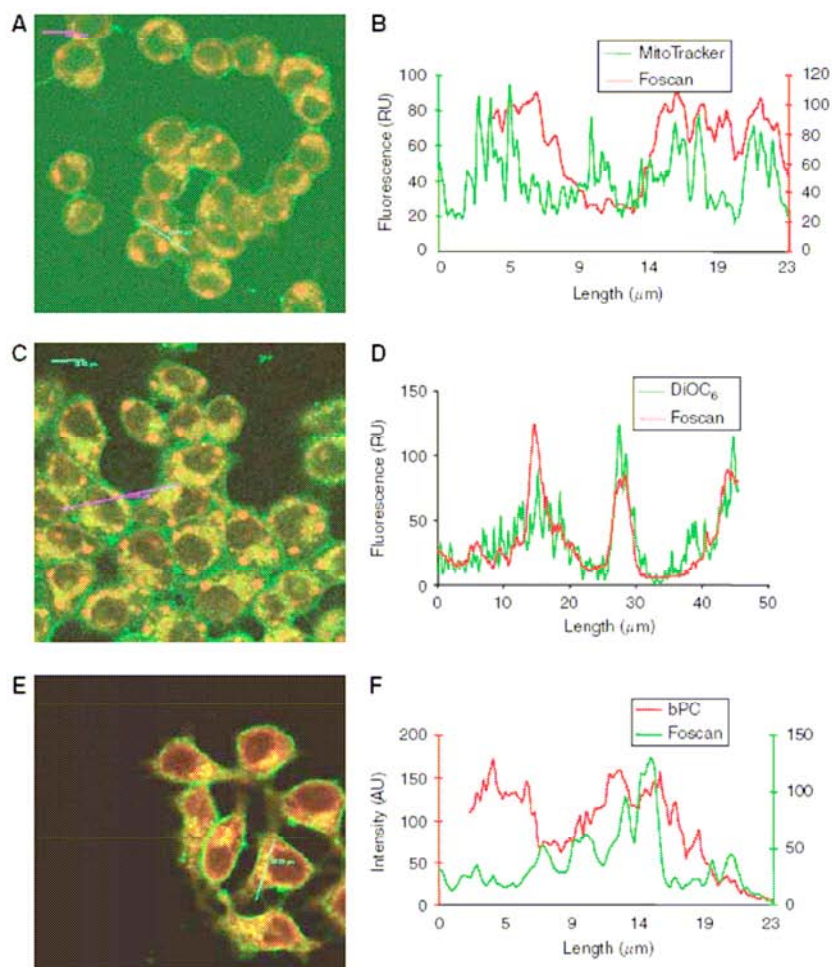 A
B
MitoTracker
Foscan
100
80
60
40
20
0
120
100
80
60
40
20
0
Fluorescence (RU)
0 5 9 14 19 23
Length (μm)
C
D
DiOC6
Foscan
150
100
50
0
Fluorescence (RU)
0 10 20 30 40 50
Length (μm)
E
F
bPC
Foscan
200
150
100
50
0
150
100
50
0
Intensity (AU)
0 5 9 14 19 23
Length (μm)